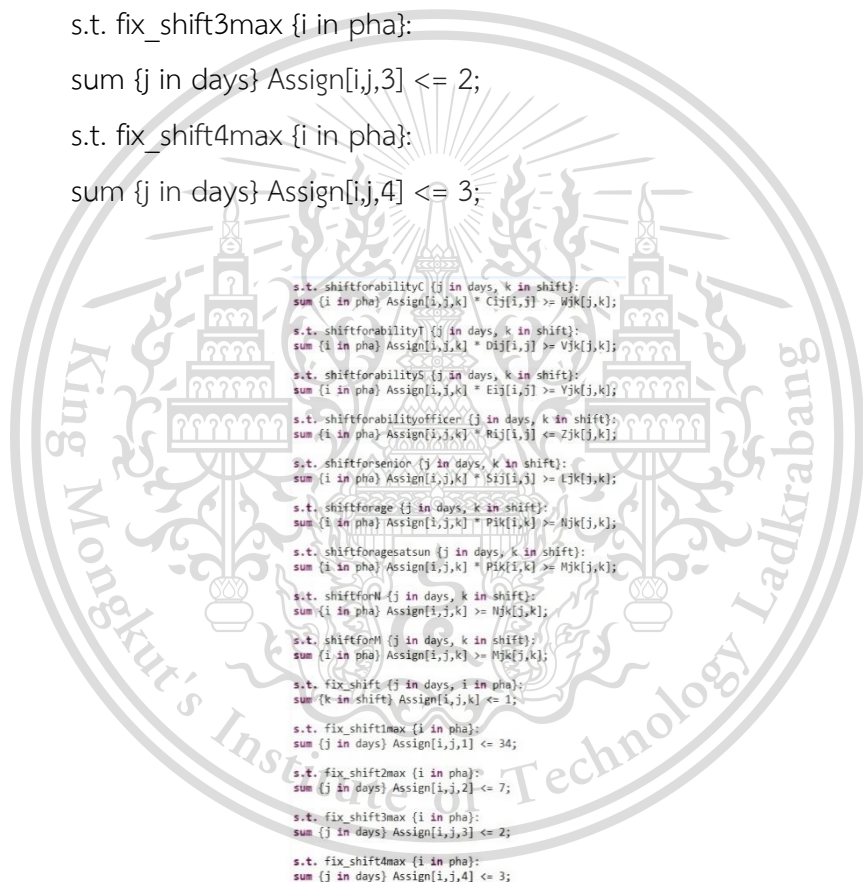 s.t. fix_shift3max {i in pha}:
sum {j in days} Assign[i,j,3] <= 2;
s.t. fix_shift4max {i in pha}:
sum {j in days} Assign[i,j,4] <= 3;
s.t. shiftforabilityC {j in days, k in shift}:
sum {i in pha} Assign[i,j,k] * Cij[i,j] >= Wjk[j,k];
s.t. shiftforabilityT {j in days, k in shift}:
sum {i in pha} Assign[i,j,k] * Dij[i,j] >= Vjk[j,k];
s.t. shiftforabilityS {j in days, k in shift}:
sum {i in pha} Assign[i,j,k] * Eij[i,j] >= Yjk[j,k];
s.t. shiftforabilityofficer {j in days, k in shift}:
sum {i in pha} Assign[i,j,k] * Rij[i,j] <= Zjk[j,k];
s.t. shiftforsenior {j in days, k in shift}:
sum {i in pha} Assign[i,j,k] * Sij[i,j] >= Ljk[j,k];
s.t. shiftforage {j in days, k in shift}:
sum {i in pha} Assign[i,j,k] * Pik[i,k] >= Njk[j,k];
s.t. shiftforagesatsun {j in days, k in shift}:
sum {i in pha} Assign[i,j,k] * Pik[i,k] >= Mjk[j,k];
s.t. shiftforN {j in days, k in shift}:
sum {i in pha} Assign[i,j,k] >= Njk[j,k];
s.t. shiftforM {j in days, k in shift}:
sum {i in pha} Assign[i,j,k] >= Mjk[j,k];
s.t. fix_shift {j in days, i in pha}:
sum {k in shift} Assign[i,j,k] <= 1;
s.t. fix_shift1max {i in pha}:
sum {j in days} Assign[i,j,1] <= 34;
s.t. fix_shift2max {i in pha}:
sum {j in days} Assign[i,j,2] <= 7;
s.t. fix_shift3max {i in pha}:
sum {j in days} Assign[i,j,3] <= 2;
s.t. fix_shift4max {i in pha}:
sum {j in days} Assign[i,j,4] <= 3;
King Mongkut's Institute of Technology Ladkrabang